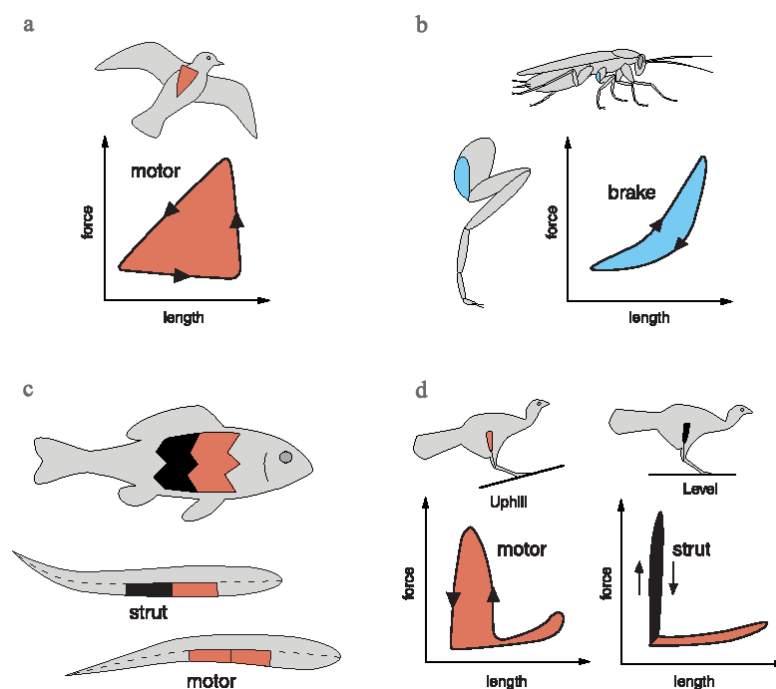 a
motor
force
length
b
brake
force
length
c
strut
motor
d
Uphill
Level
motor
force
length
strut
force
length